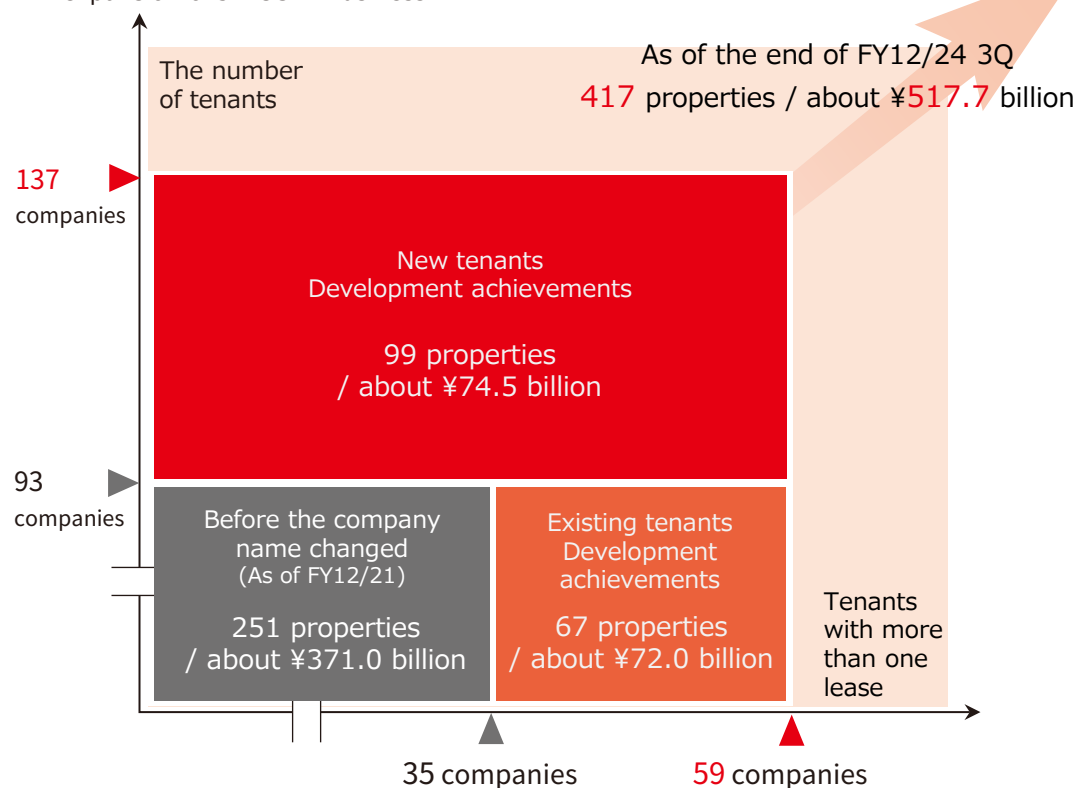 The number
of tenants
As of the end of FY12/24 3Q
417 properties / about ¥517.7 billion
137
companies
New tenants
Development achievements
99 properties
/ about ¥74.5 billion
93
companies
Before the company
name changed
(As of FY12/21)
251 properties
/ about ¥371.0 billion
Existing tenants
Development
achievements
67 properties
/ about ¥72.0 billion
Tenants
with more
than one
lease
35 companies
59 companies